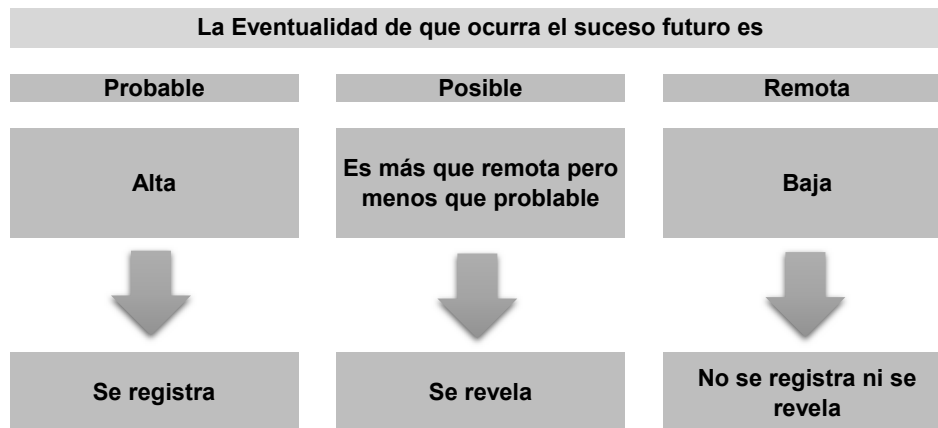 La Eventualidad de que ocurra el suceso futuro es
Probable
Posible
Remota
Alta
Es más que remota pero
menos que problable
Baja
Se registra
Se revela
No se registra ni se
revela